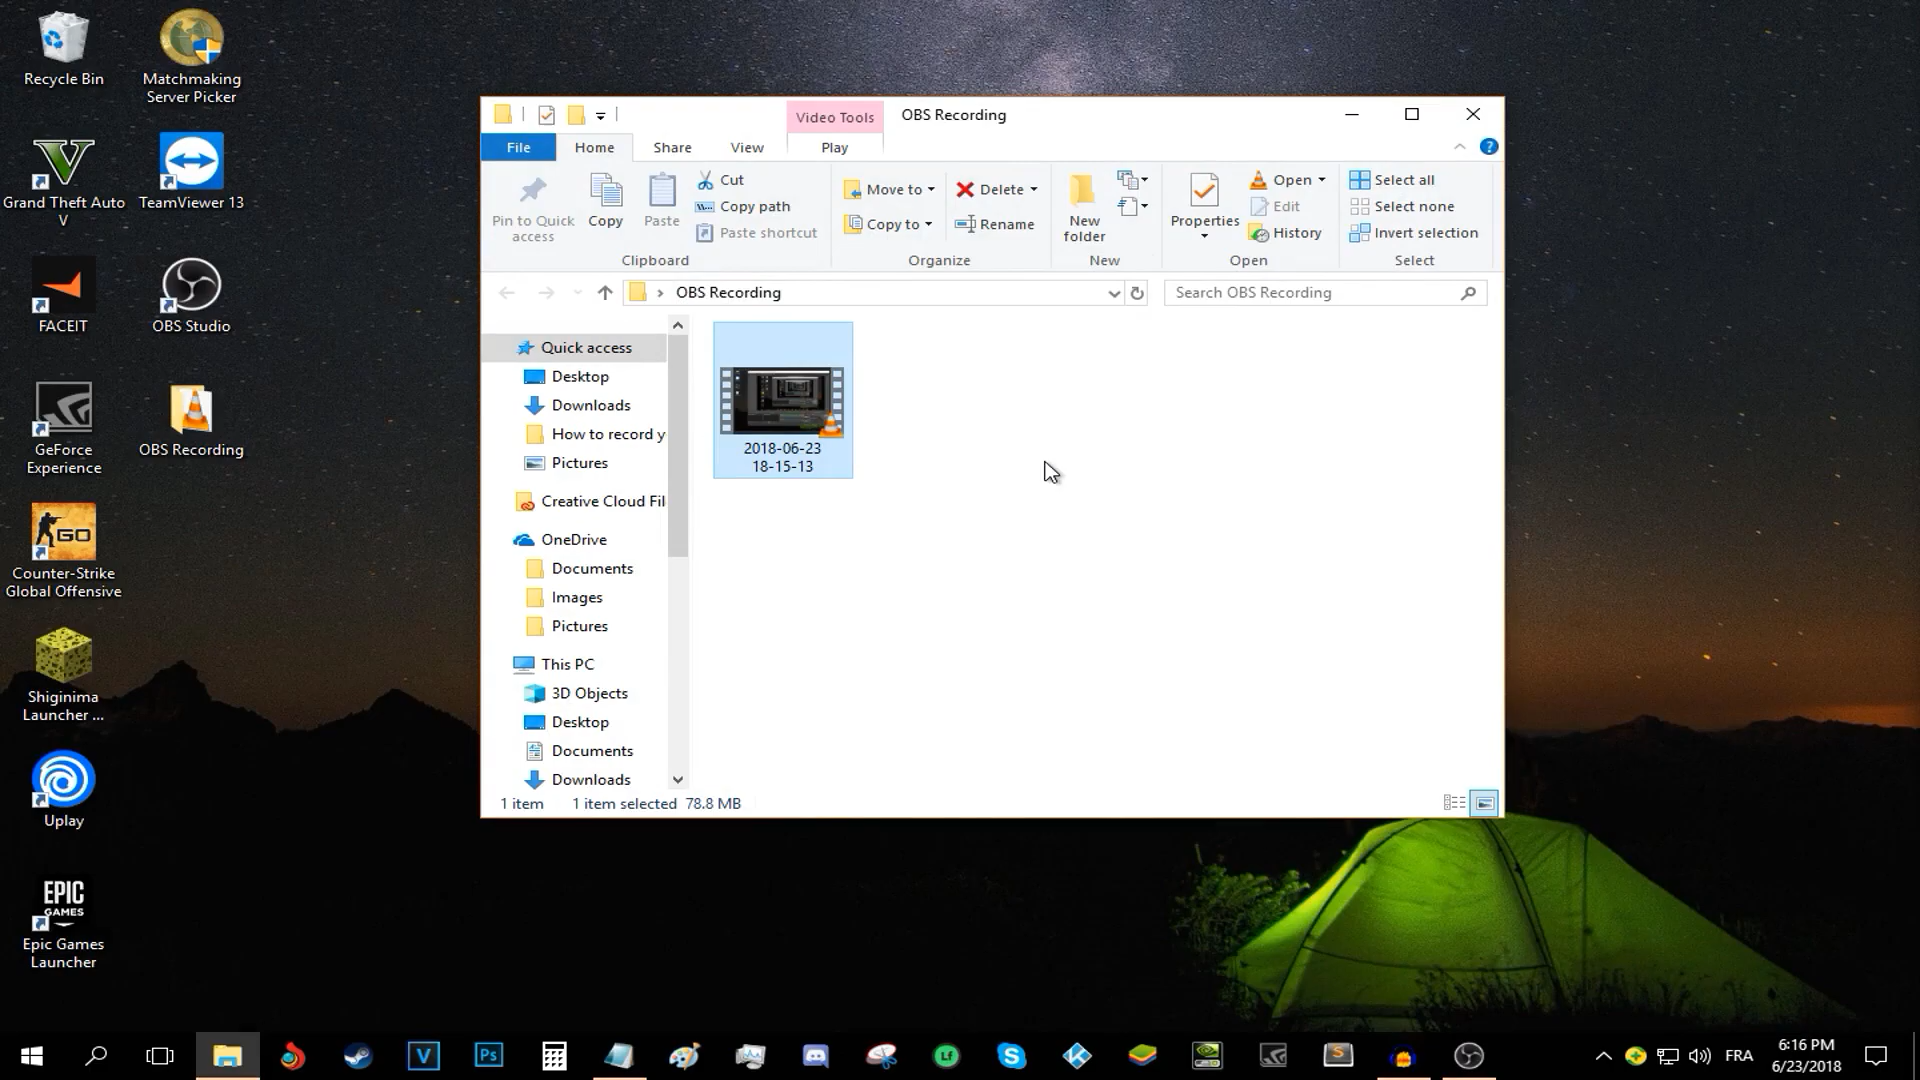 Recycle Bin
Matchmaking
Server Picker
Grand Theft Auto
V
TeamViewer 13
FACEIT
OBS Studio
GeForce
Experience
OBS Recording
GO
Counter-Strike
Global Offensive
Shiginima
Launcher ...
Uplay
EPIC
GAMES
Epic Games
Launcher
Video Tools
OBS Recording
File
Home
Share
View
Play
Pin to Quick
access
Copy
Paste
Cut
Copy path
Paste shortcut
Clipboard
Move to
Copy to
Delete
Rename
Organize
New
folder
New
Properties
Open
Edit
History
Open
Select all
Select none
Invert selection
Select
OBS Recording
Search OBS Recording
Quick access
Desktop
Downloads
How to record y
Pictures
Creative Cloud Fil
OneDrive
Documents
Images
Pictures
This PC
3D Objects
Desktop
Documents
Downloads
2018-06-23
18-15-13
1 item 1 item selected 78.8 MB
V
Ps
Lf
S
FRA
6:16 PM
6/23/2018